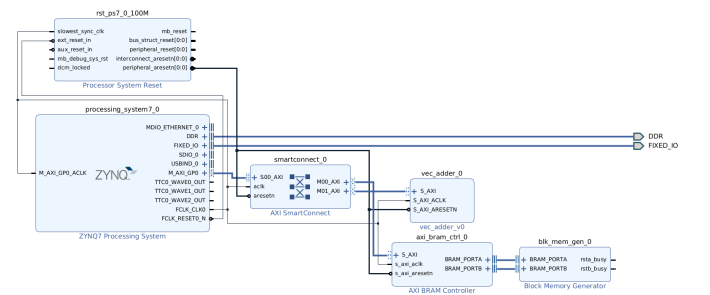 rst_ps7_0_100M
slowest_sync_clk
mb_reset
ext_reset_in
bus_struct_reset[0:0]
aux_reset_in
peripheral_reset[0:0]
mb_debug_sys_rst
interconnect_aresetn[0:0]
dcm_locked
peripheral_aresetn[0:0]
Processor System Reset
processing_system7_0
MDIO_ETHERNET_0
DDR
FIXED_IO
SDIO_0
USBIND_0
M_AXI_GP0_ACLK
ZYNQ
M_AXI_GP0
TTC0_WAVE0_OUT
TTC0_WAVE1_OUT
TTC0_WAVE2_OUT
FCLK_CLK0
FCLK_RESET0_N
ZYNQ7 Processing System
DDR
FIXED_IO
smartconnect_0
S00_AXI
aclk
aresetn
M00_AXI
M01_AXI
AXI SmartConnect
vec_adder_0
S_AXI
S_AXI_ACLK
S_AXI_ARESETN
vec_adder_v0
axi_bram_ctrl_0
S_AXI
s_axi_aclk
s_axi_aresetn
BRAM_PORTA
BRAM_PORTB
AXI BRAM Controller
blk_mem_gen_0
BRAM_PORTA
rsta_busy
BRAM_PORTB
rstb_busy
Block Memory Generator